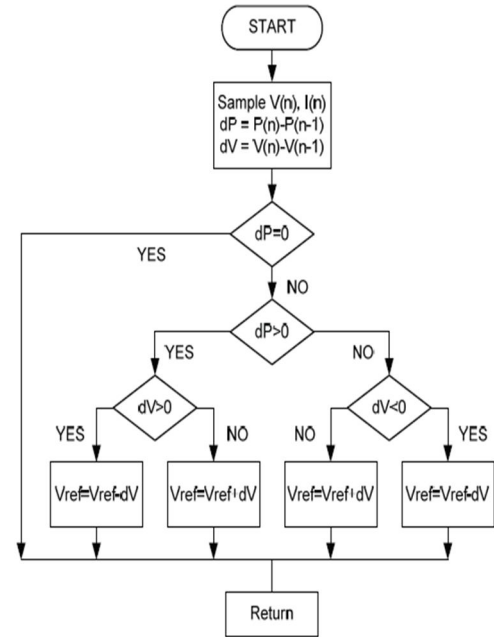 START
Sample V(n), I(n)
dP = P(n)-P(n-1)
dV = V(n)-V(n-1)
dP=0
YES
NO
dP>0
YES
NO
dV>0
dV<0
YES
NO
NO
YES
Vref=Vref-dV
Vref=Vref+dV
Vref=Vref+dV
Vref=Vref-dV
Return